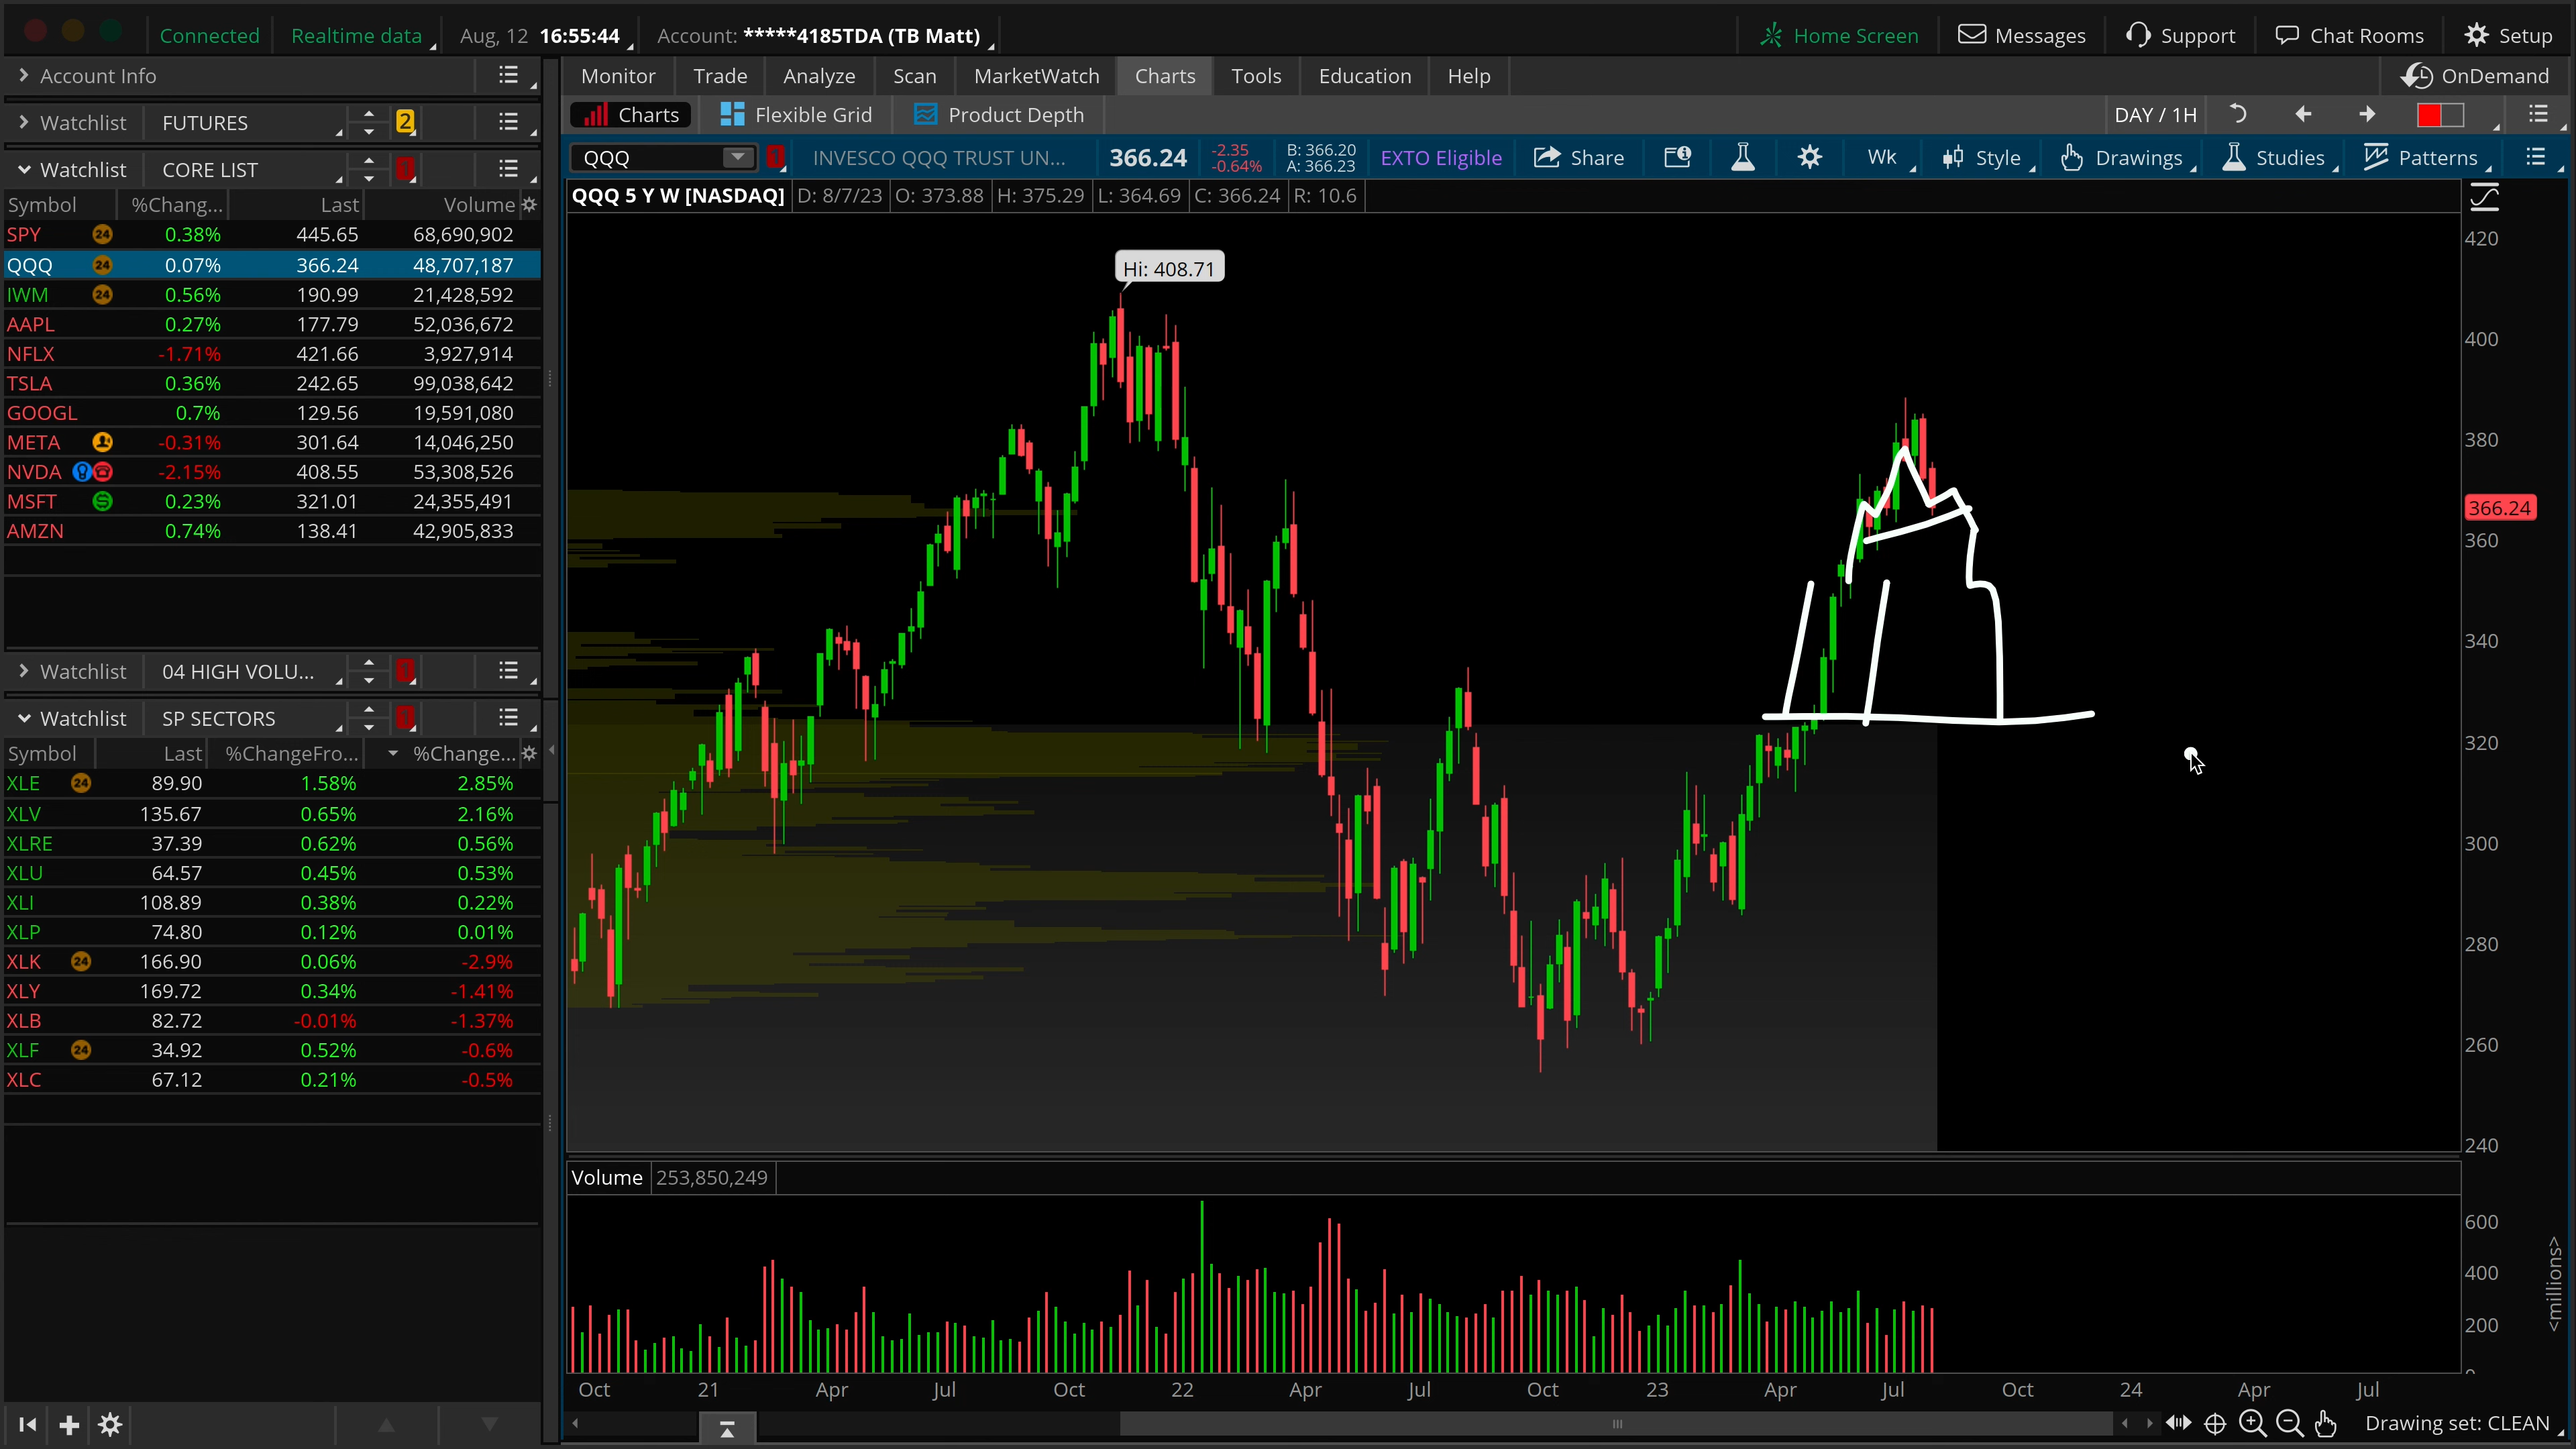 Connected Realtime data Aug, 12 16:55:44 Account: *****4185TDA (TB Matt) Home Screen Messages Support Chat Rooms Setup
Account Info
Monitor Trade Analyze Scan MarketWatch Charts Tools Education Help OnDemand
Watchlist FUTURES 2
Charts Flexible Grid Product Depth DAY / 1H
Watchlist CORE LIST 1
QQQ 1 INVESCO QQQ TRUST UN... 366.24 -2.35 -0.64% B: 366.20 A: 366.23 EXTO Eligible Share Wk Style Drawings Studies Patterns
QQQ 5 Y W [NASDAQ] D: 8/7/23 O: 373.88 H: 375.29 L: 364.69 C: 366.24 R: 10.6
Symbol %Chang... Last Volume
SPY 24 0.38% 445.65 68,690,902
QQQ 24 0.07% 366.24 48,707,187
IWM 24 0.56% 190.99 21,428,592
AAPL 0.27% 177.79 52,036,672
NFLX -1.71% 421.66 3,927,914
TSLA 0.36% 242.65 99,038,642
GOOGL 0.7% 129.56 19,591,080
META -0.31% 301.64 14,046,250
NVDA -2.15% 408.55 53,308,526
MSFT 0.23% 321.01 24,355,491
AMZN 0.74% 138.41 42,905,833
Watchlist 04 HIGH VOLU... 1
Watchlist SP SECTORS 1
Symbol Last %ChangeFro... %Change...
XLE 24 89.90 1.58% 2.85%
XLV 135.67 0.65% 2.16%
XLRE 37.39 0.62% 0.56%
XLU 64.57 0.45% 0.53%
XLI 108.89 0.38% 0.22%
XLP 74.80 0.12% 0.01%
XLK 24 166.90 0.06% -2.9%
XLY 169.72 0.34% -1.41%
XLB 82.72 -0.01% -1.37%
XLF 24 34.92 0.52% -0.6%
XLC 67.12 0.21% -0.5%
Hi: 408.71
420
400
380
366.24
360
340
320
300
280
260
240
Volume 253,850,249
600
400
200
<millions>
Oct 21 Apr Jul Oct 22 Apr Jul Oct 23 Apr Jul Oct 24 Apr Jul
Drawing set: CLEAN